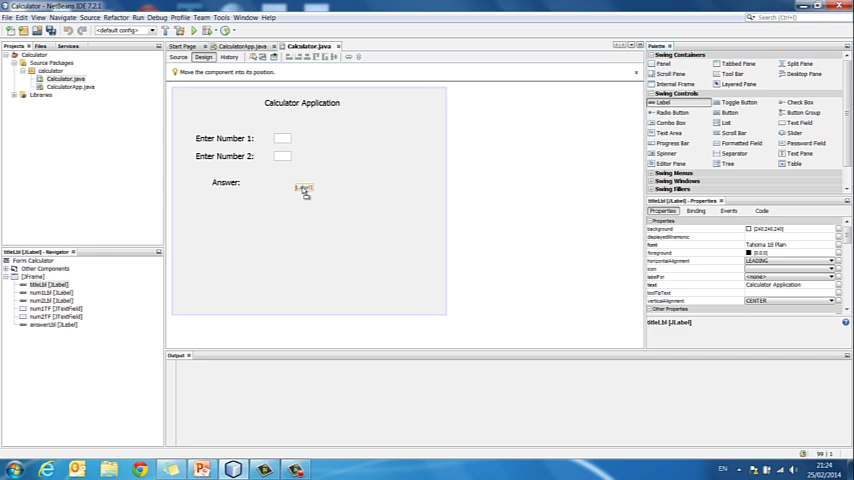 Calculator - NetBeans IDE 7.2.1
File Edit View Navigate Source Refactor Run Debug Profile Team Tools Window Help
Search (Ctrl+I)
<default config>
Projects Files Services
Calculator
Source Packages
calculator
Calculator.java
CalculatorApp.java
Libraries
Start Page CalculatorApp.java Calculator.java
Source Design History
Move the component into its position.
Calculator Application
Enter Number 1:
Enter Number 2:
Answer:
Palette
Swing Containers
Panel Tabbed Pane Split Pane
Scroll Pane Tool Bar Desktop Pane
Internal Frame Layered Pane
Swing Controls
Label Toggle Button Check Box
Radio Button Button Button Group
Combo Box List Text Field
Text Area Scroll Bar Slider
Progress Bar Formatted Field Password Field
Spinner Separator Text Pane
Editor Pane Tree Table
Swing Menus
Swing Windows
Swing Fillers
titleLbl [JLabel] - Properties
Properties Binding Events Code
Properties
background [240,240,240]
displayedMnemonic
font Tahoma 18 Plain
foreground [0,0,0]
horizontalAlignment LEADING
icon
labelFor <none>
text Calculator Application
toolTipText
verticalAlignment CENTER
Other Properties
titleLbl [JLabel]
titleLbl [JLabel] - Navigator
Form Calculator
Other Components
[JFrame]
titleLbl [JLabel]
num1Lbl [JLabel]
num2Lbl [JLabel]
num1TF [JTextField]
num2TF [JTextField]
answerLbl [JLabel]
Output
99 | 1
EN
21:24
25/02/2014